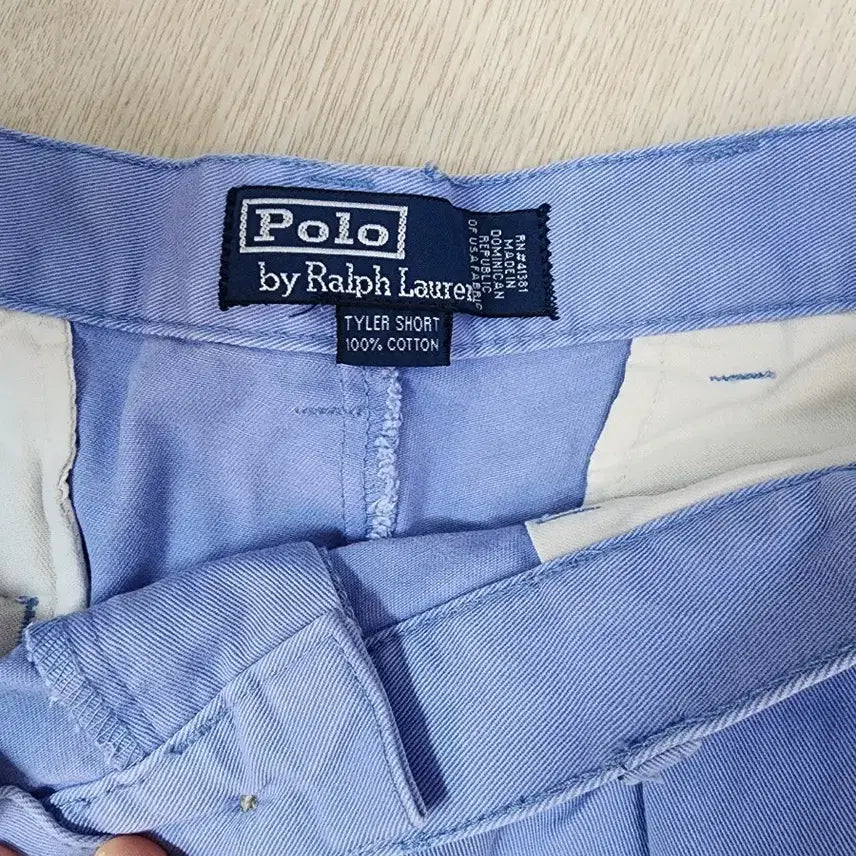 Polo
by Ralph Lauren
RN#41381
MADE IN
DOMINICAN
REPUBLIC
OF USA FABRIC
TYLER SHORT
100% COTTON